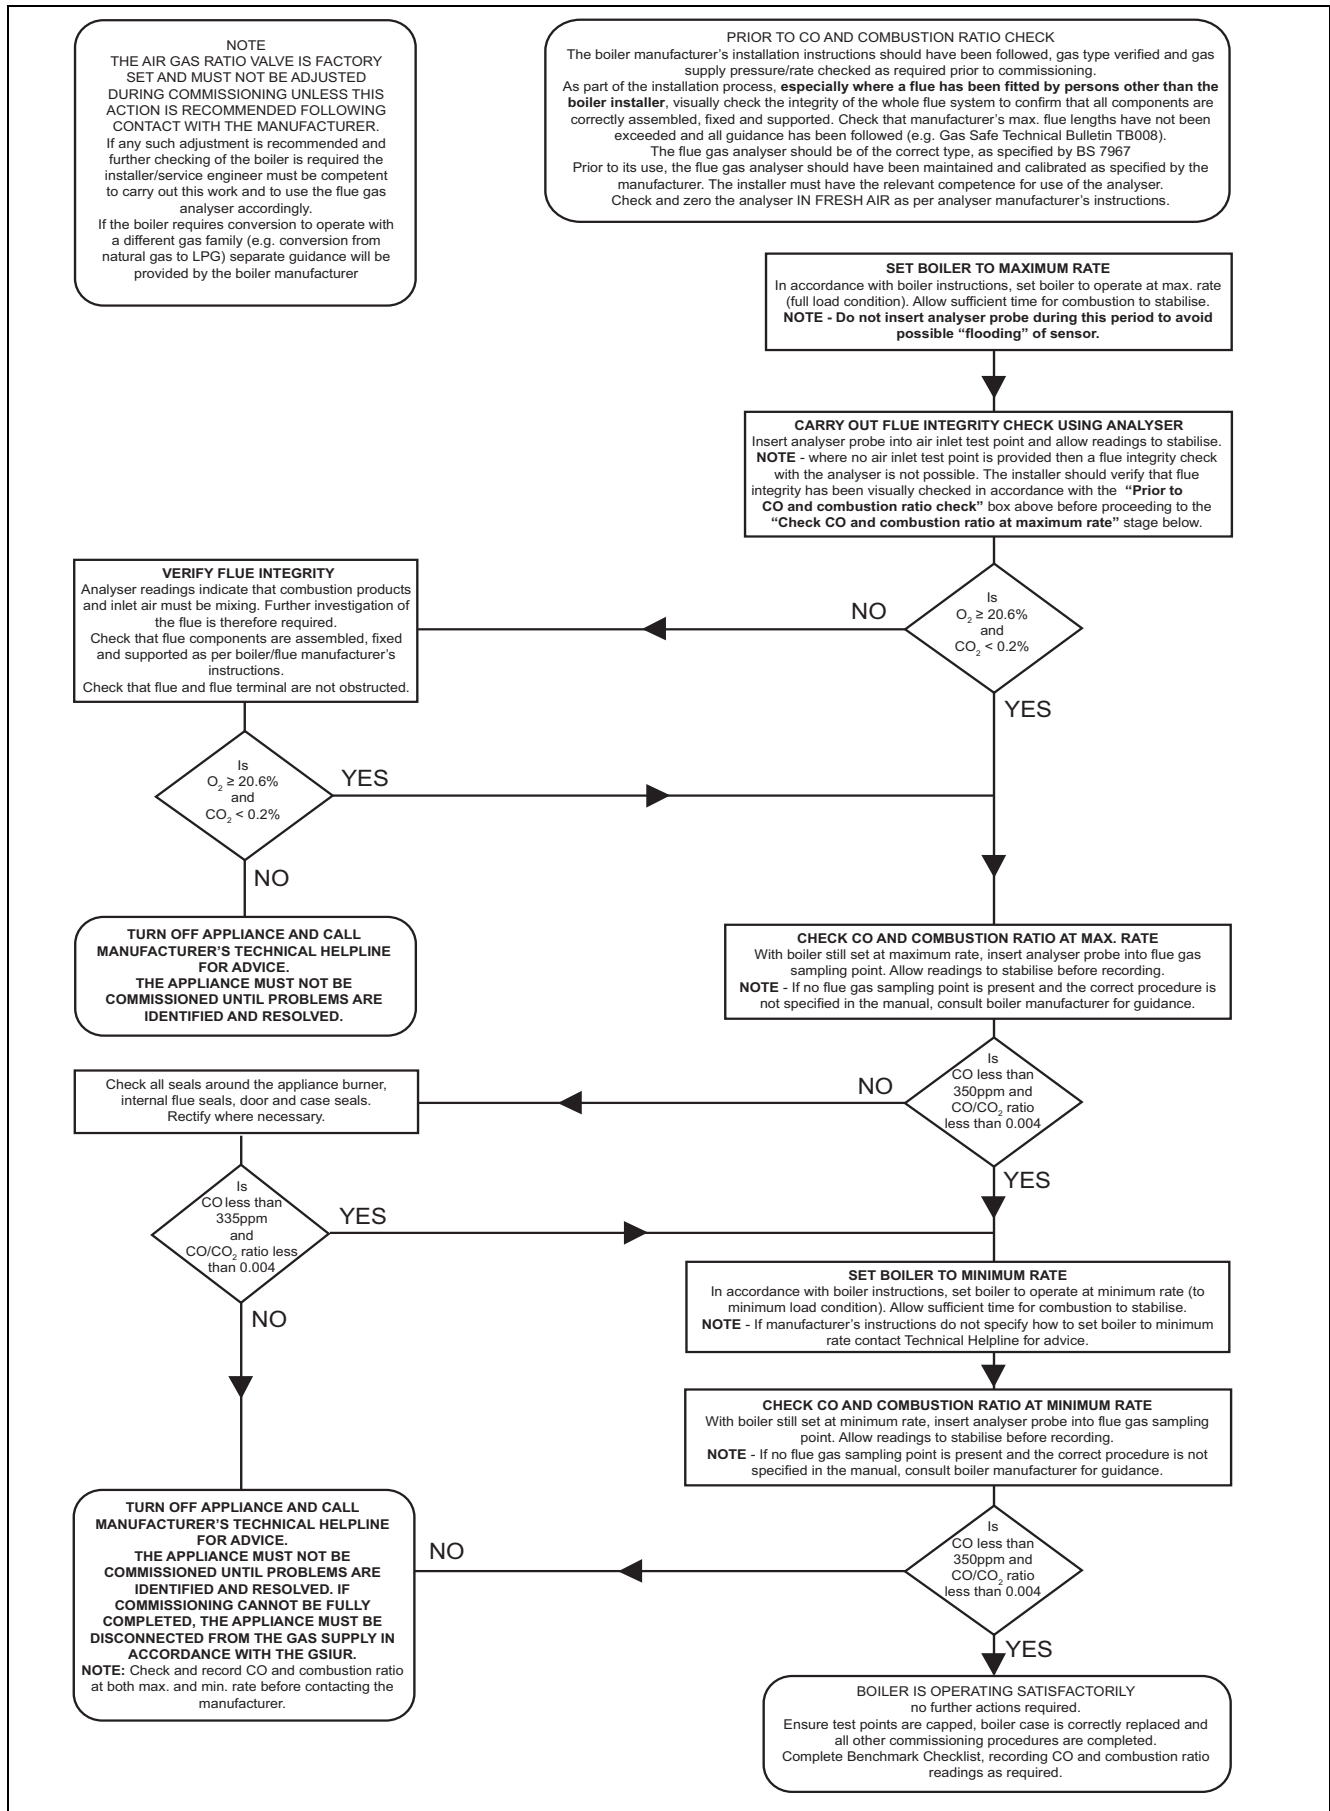 NOTE
THE AIR GAS RATIO VALVE IS FACTORY
SET AND MUST NOT BE ADJUSTED
DURING COMMISSIONING UNLESS THIS
ACTION IS RECOMMENDED FOLLOWING
CONTACT WITH THE MANUFACTURER.
If any such adjustment is recommended and
further checking of the boiler is required the
installer/service engineer must be competent
to carry out this work and to use the flue gas
analyser accordingly.
If the boiler requires conversion to operate with
a different gas family (e.g. conversion from
natural gas to LPG) separate guidance will be
provided by the boiler manufacturer
PRIOR TO CO AND COMBUSTION RATIO CHECK
The boiler manufacturer's installation instructions should have been followed, gas type verified and gas
supply pressure/rate checked as required prior to commissioning.
As part of the installation process, especially where a flue has been fitted by persons other than the
boiler installer, visually check the integrity of the whole flue system to confirm that all components are
correctly assembled, fixed and supported. Check that manufacturer's max. flue lengths have not been
exceeded and all guidance has been followed (e.g. Gas Safe Technical Bulletin TB008).
The flue gas analyser should be of the correct type, as specified by BS 7967
Prior to its use, the flue gas analyser should have been maintained and calibrated as specified by the
manufacturer. The installer must have the relevant competence for use of the analyser.
Check and zero the analyser IN FRESH AIR as per analyser manufacturer's instructions.
SET BOILER TO MAXIMUM RATE
In accordance with boiler instructions, set boiler to operate at max. rate
(full load condition). Allow sufficient time for combustion to stabilise.
NOTE - Do not insert analyser probe during this period to avoid
possible “flooding” of sensor.
CARRY OUT FLUE INTEGRITY CHECK USING ANALYSER
Insert analyser probe into air inlet test point and allow readings to stabilise.
NOTE - where no air inlet test point is provided then a flue integrity check
with the analyser is not possible. The installer should verify that flue
integrity has been visually checked in accordance with the “Prior to
CO and combustion ratio check” box above before proceeding to the
“Check CO and combustion ratio at maximum rate” stage below.
Is
O₂ ≥ 20.6%
and
CO₂ < 0.2%
NO
YES
VERIFY FLUE INTEGRITY
Analyser readings indicate that combustion products
and inlet air must be mixing. Further investigation of
the flue is therefore required.
Check that flue components are assembled, fixed
and supported as per boiler/flue manufacturer's
instructions.
Check that flue and flue terminal are not obstructed.
Is
O₂ ≥ 20.6%
and
CO₂ < 0.2%
YES
NO
TURN OFF APPLIANCE AND CALL
MANUFACTURER'S TECHNICAL HELPLINE
FOR ADVICE.
THE APPLIANCE MUST NOT BE
COMMISSIONED UNTIL PROBLEMS ARE
IDENTIFIED AND RESOLVED.
CHECK CO AND COMBUSTION RATIO AT MAX. RATE
With boiler still set at maximum rate, insert analyser probe into flue gas
sampling point. Allow readings to stabilise before recording.
NOTE - If no flue gas sampling point is present and the correct procedure is
not specified in the manual, consult boiler manufacturer for guidance.
Is
CO less than
350ppm and
CO/CO₂ ratio
less than 0.004
NO
YES
Check all seals around the appliance burner,
internal flue seals, door and case seals.
Rectify where necessary.
Is
CO less than
335ppm
and
CO/CO₂ ratio less
than 0.004
YES
NO
SET BOILER TO MINIMUM RATE
In accordance with boiler instructions, set boiler to operate at minimum rate (to
minimum load condition). Allow sufficient time for combustion to stabilise.
NOTE - If manufacturer's instructions do not specify how to set boiler to minimum
rate contact Technical Helpline for advice.
CHECK CO AND COMBUSTION RATIO AT MINIMUM RATE
With boiler still set at minimum rate, insert analyser probe into flue gas sampling
point. Allow readings to stabilise before recording.
NOTE - If no flue gas sampling point is present and the correct procedure is not
specified in the manual, consult boiler manufacturer for guidance.
Is
CO less than
350ppm and
CO/CO₂ ratio
less than 0.004
NO
YES
TURN OFF APPLIANCE AND CALL
MANUFACTURER'S TECHNICAL HELPLINE
FOR ADVICE.
THE APPLIANCE MUST NOT BE
COMMISSIONED UNTIL PROBLEMS ARE
IDENTIFIED AND RESOLVED. IF
COMMISSIONING CANNOT BE FULLY
COMPLETED, THE APPLIANCE MUST BE
DISCONNECTED FROM THE GAS SUPPLY IN
ACCORDANCE WITH THE GSIUR.
NOTE: Check and record CO and combustion ratio
at both max. and min. rate before contacting the
manufacturer.
BOILER IS OPERATING SATISFACTORILY
no further actions required.
Ensure test points are capped, boiler case is correctly replaced and
all other commissioning procedures are completed.
Complete Benchmark Checklist, recording CO and combustion ratio
readings as required.